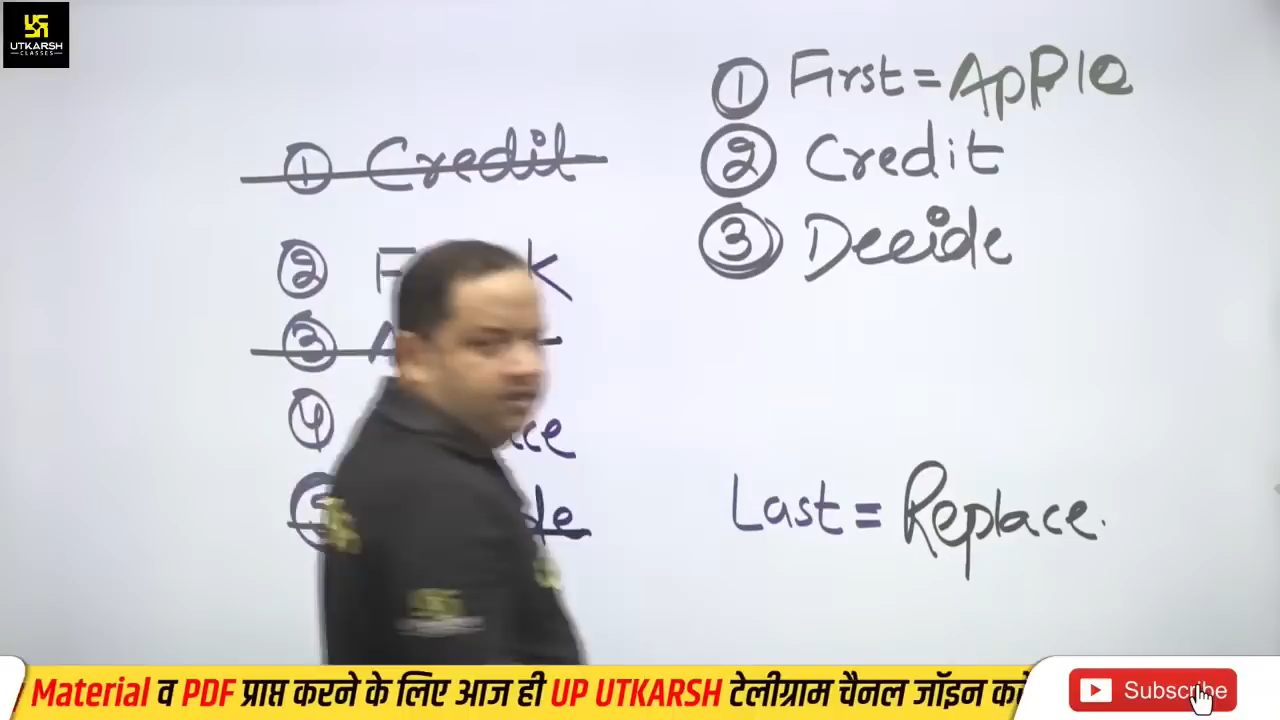 UTKARSH
CLASSES
① Credit
②
③
④
⑤
① First = Apple
② Credit
③ Decide
Last = Replace.
Material व PDF प्राप्त करने के लिए आज ही UP UTKARSH टेलीग्राम चैनल जॉइन करें
Subscribe